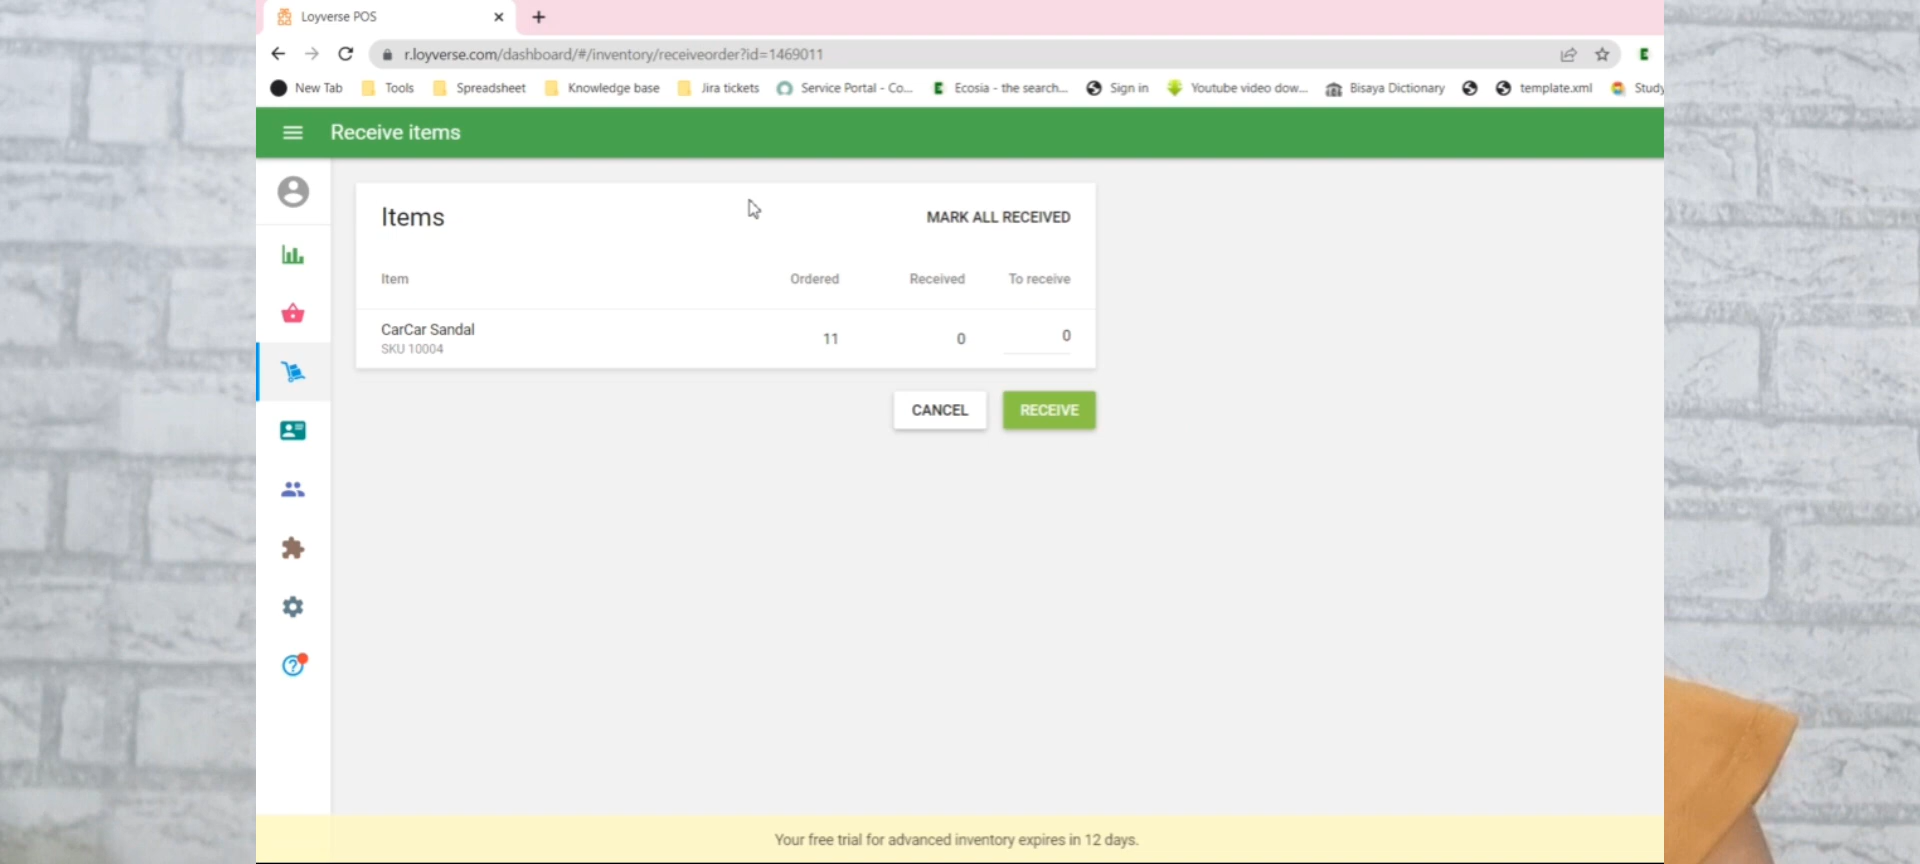 Loyverse POS
r.loyverse.com/dashboard/#/inventory/receiveorder?id=1469011
New Tab Tools Spreadsheet Knowledge base Jira tickets Service Portal - Co... Ecosia - the search... Sign in Youtube video dow... Bisaya Dictionary template.xml Study
Receive items
Items MARK ALL RECEIVED
Item Ordered Received To receive
CarCar Sandal 11 0 0
SKU 10004
CANCEL RECEIVE
Your free trial for advanced inventory expires in 12 days.